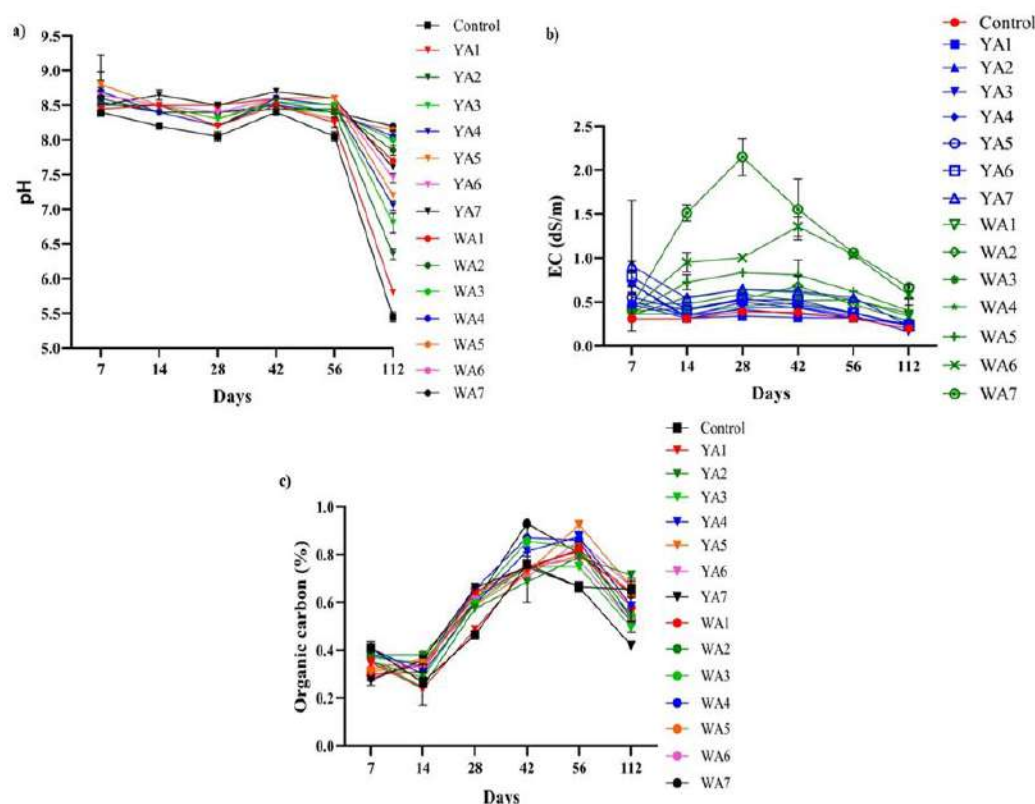 a)
pH
9.5
9.0
8.5
8.0
7.5
7.0
6.5
6.0
5.5
5.0
7 14 28 42 56 112
Days
Control
YA1
YA2
YA3
YA4
YA5
YA6
YA7
WA1
WA2
WA3
WA4
WA5
WA6
WA7
b)
EC (dS/m)
2.5
2.0
1.5
1.0
0.5
0.0
7 14 28 42 56 112
Days
Control
YA1
YA2
YA3
YA4
YA5
YA6
YA7
WA1
WA2
WA3
WA4
WA5
WA6
WA7
c)
Organic carbon (%)
1.0
0.8
0.6
0.4
0.2
0.0
7 14 28 42 56 112
Days
Control
YA1
YA2
YA3
YA4
YA5
YA6
YA7
WA1
WA2
WA3
WA4
WA5
WA6
WA7